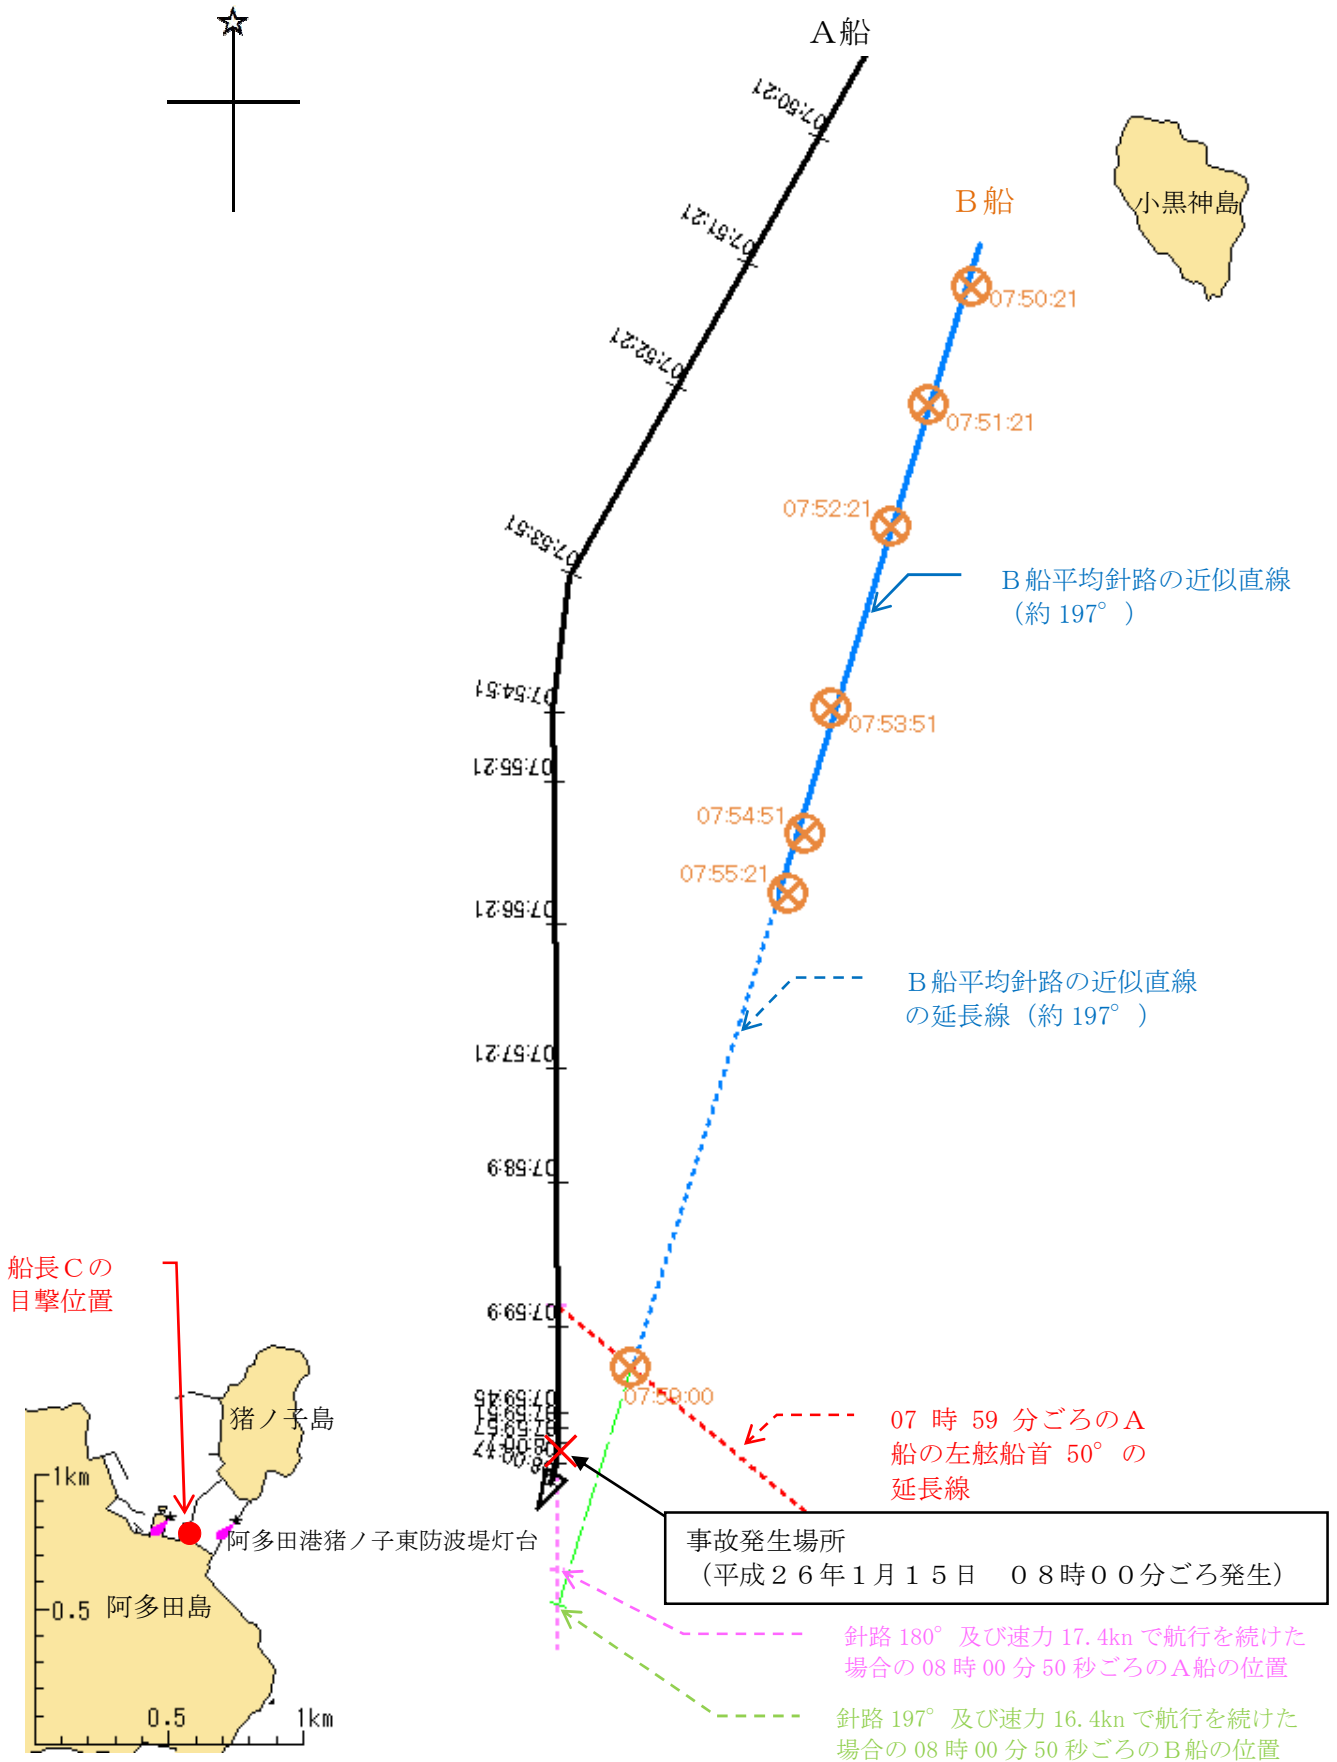 A船
07:50:21
07:51:21
07:52:21
07:53:51
07:54:51
07:55:21
07:56:21
07:57:21
07:58:9
07:59:9
小黒神島
B船
07:50:21
07:51:21
07:52:21
07:53:51
07:54:51
07:55:21
07:59:00
B船平均針路の近似直線
（約197°）
B船平均針路の近似直線
の延長線（約197°）
船長Cの
目撃位置
猪ノ子島
阿多田港猪ノ子東防波堤灯台
阿多田島
1km
0.5
0.5
1km
07 時 59 分ごろのA
船の左舷船首 50°の
延長線
事故発生場所
（平成２６年１月１５日　０８時００分ごろ発生）
針路 180°及び速力 17.4kn で航行を続けた
場合の 08 時 00 分 50 秒ごろのA船の位置
針路 197°及び速力 16.4kn で航行を続けた
場合の 08 時 00 分 50 秒ごろのB船の位置